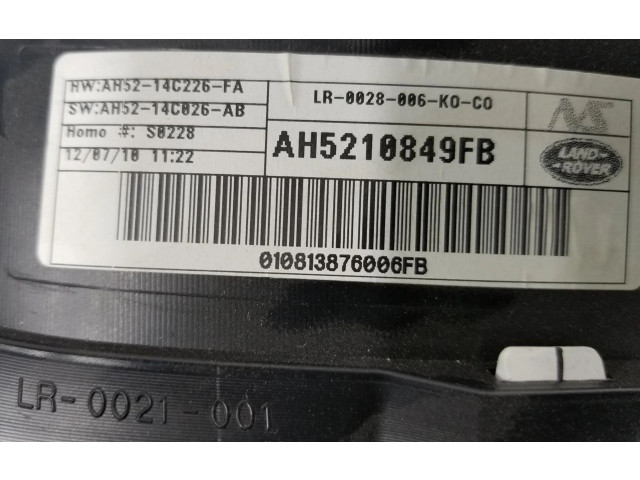 HW:AH52-14C226-FA
SW:AH52-14C026-AB
Homo #: S0228
12/07/10 11:22
LR-0028-006-KO-CO
AH5210849FB
LAND-
-ROVER
010813876006FB
LR-0021-001